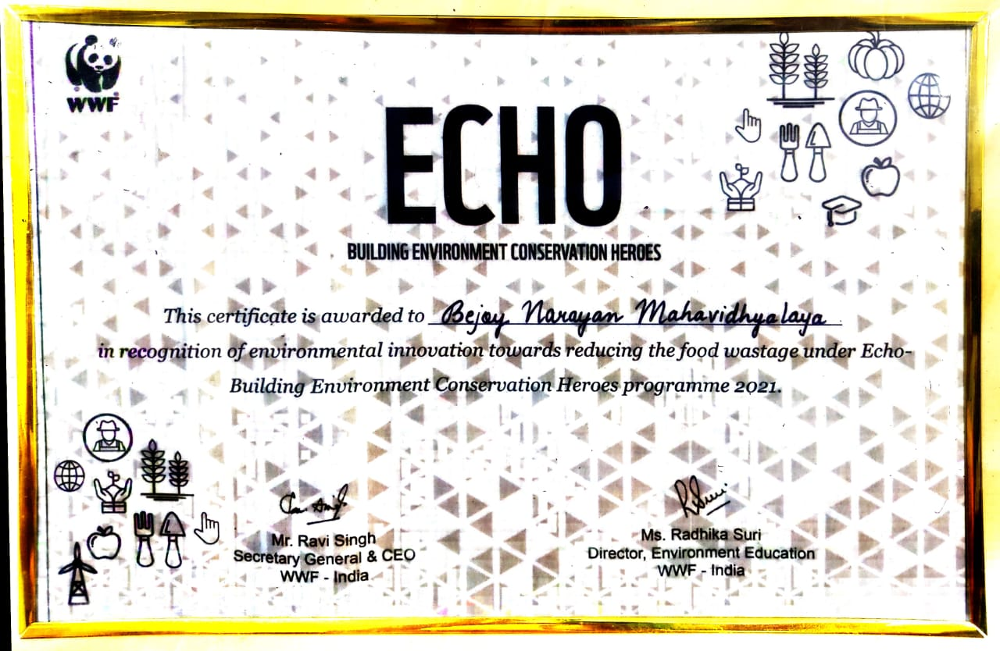 WWF
ECHO
BUILDING ENVIRONMENT CONSERVATION HEROES
This certificate is awarded to Bejoy Narayan Mahavidhyalaya
in recognition of environmental innovation towards reducing the food wastage under Echo-
Building Environment Conservation Heroes programme 2021.
Mr. Ravi Singh
Secretary General & CEO
WWF - India
Ms. Radhika Suri
Director, Environment Education
WWF - India